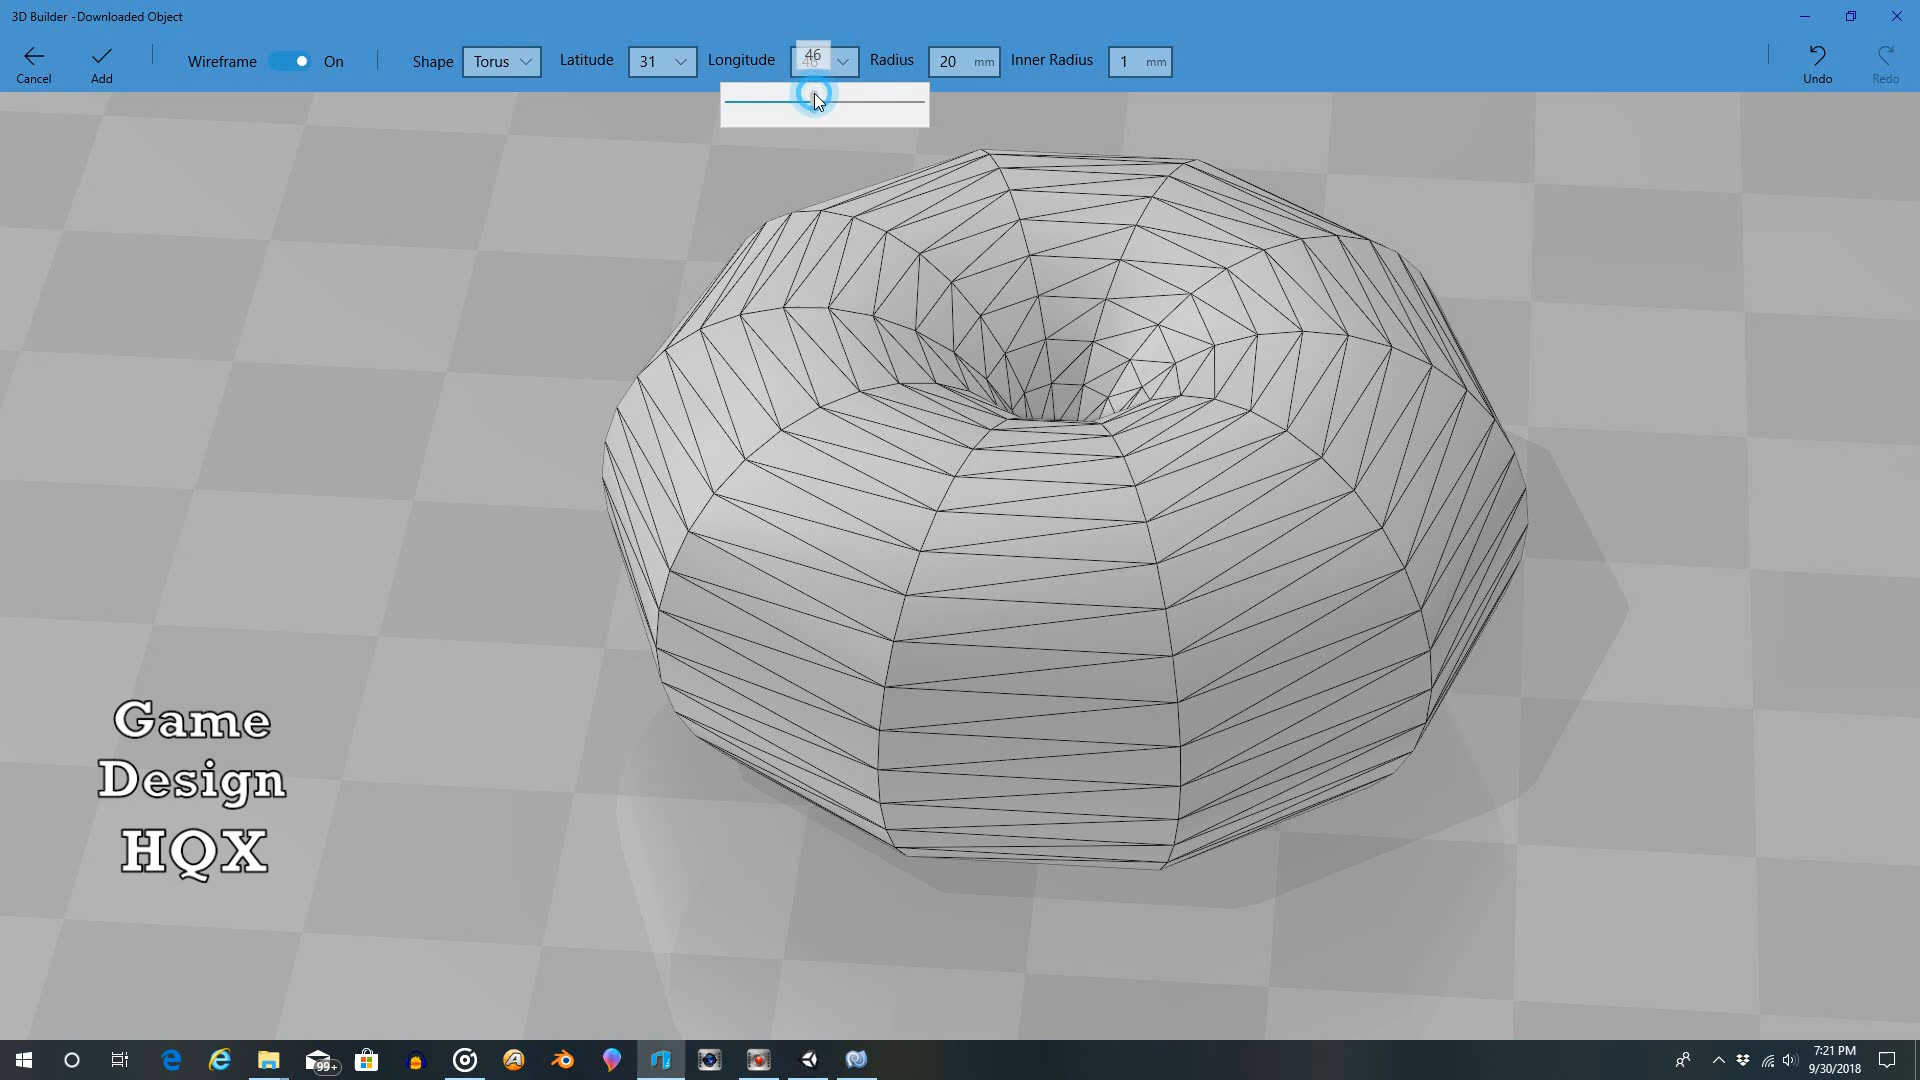 3D Builder -Downloaded Object
Cancel
Add
Wireframe On
Shape Torus
Latitude 31
Longitude 46
Radius 20 mm
Inner Radius 1 mm
Undo
Redo
Game
Design
HQX
99+
7:21 PM
9/30/2018